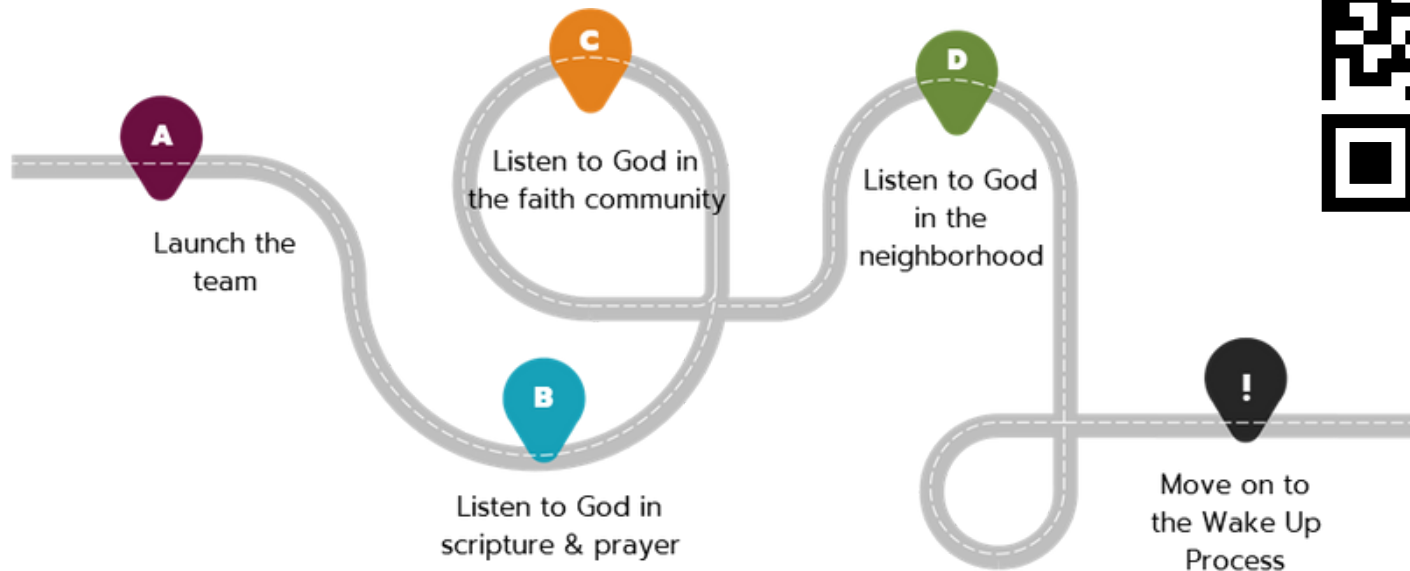 A
Launch the
team
B
Listen to God in
scripture & prayer
C
Listen to God in
the faith community
D
Listen to God
in the
neighborhood
!
Move on to
the Wake Up
Process